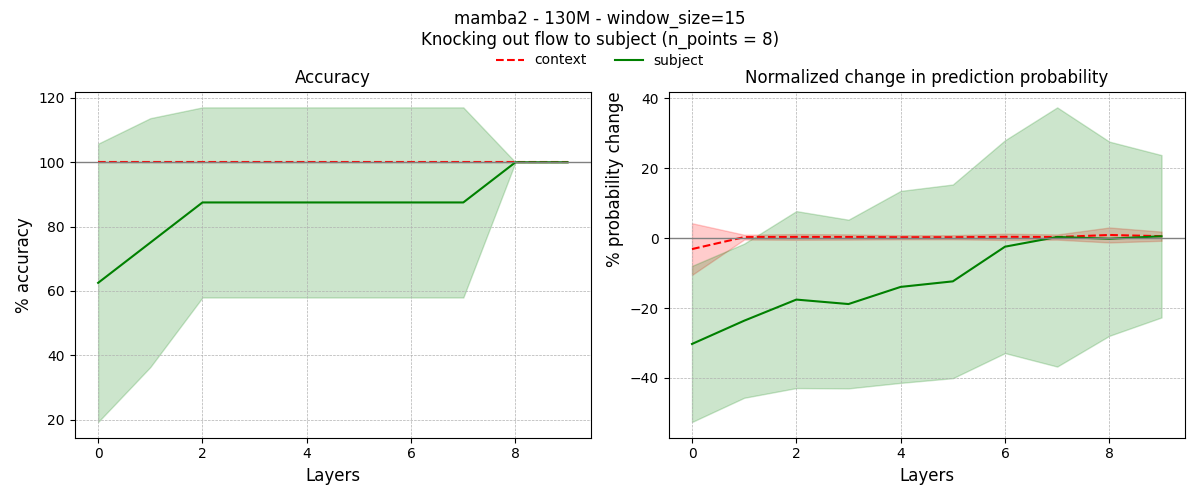 mamba2 - 130M - window_size=15
Knocking out flow to subject (n_points = 8)
context
subject
Accuracy
% accuracy
120
100
80
60
40
20
0
2
4
6
8
Layers
Normalized change in prediction probability
% probability change
40
20
0
−20
−40
0
2
4
6
8
Layers